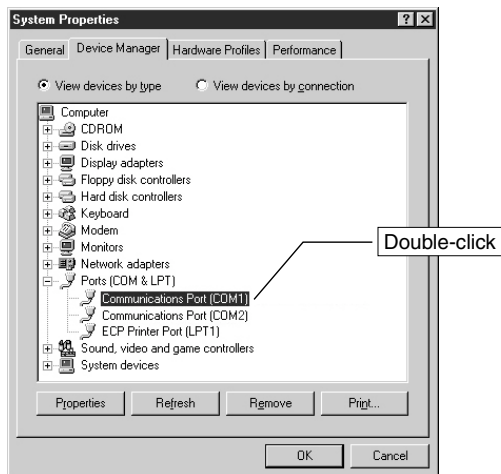 System Properties
General Device Manager Hardware Profiles Performance
View devices by type View devices by connection
Computer
CDROM
Disk drives
Display adapters
Floppy disk controllers
Hard disk controllers
Keyboard
Modem
Monitors
Network adapters
Ports (COM & LPT)
Communications Port (COM1)
Communications Port (COM2)
ECP Printer Port (LPT1)
Sound, video and game controllers
System devices
Double-click
Properties Refresh Remove Print...
OK Cancel